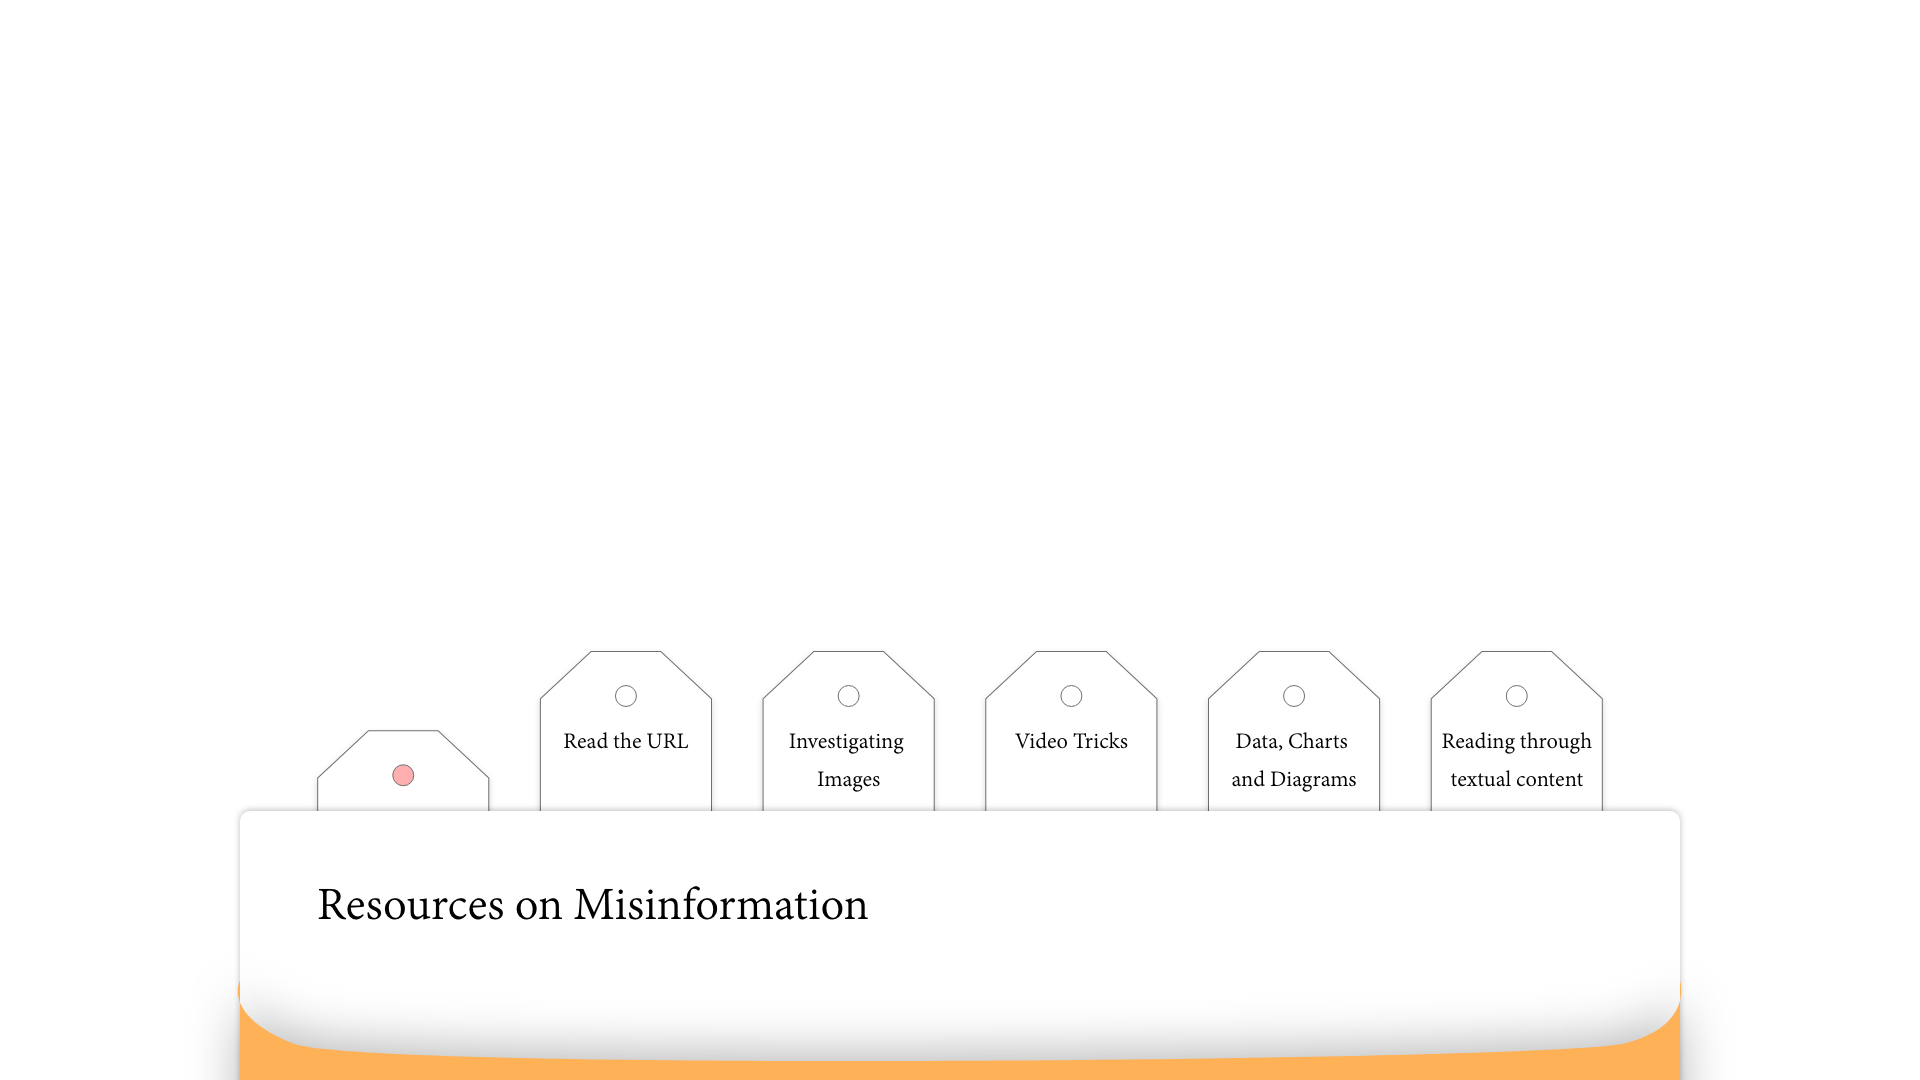 Read the URL
Investigating
Images
Video Tricks
Data, Charts
and Diagrams
Reading through
textual content
Resources on Misinformation